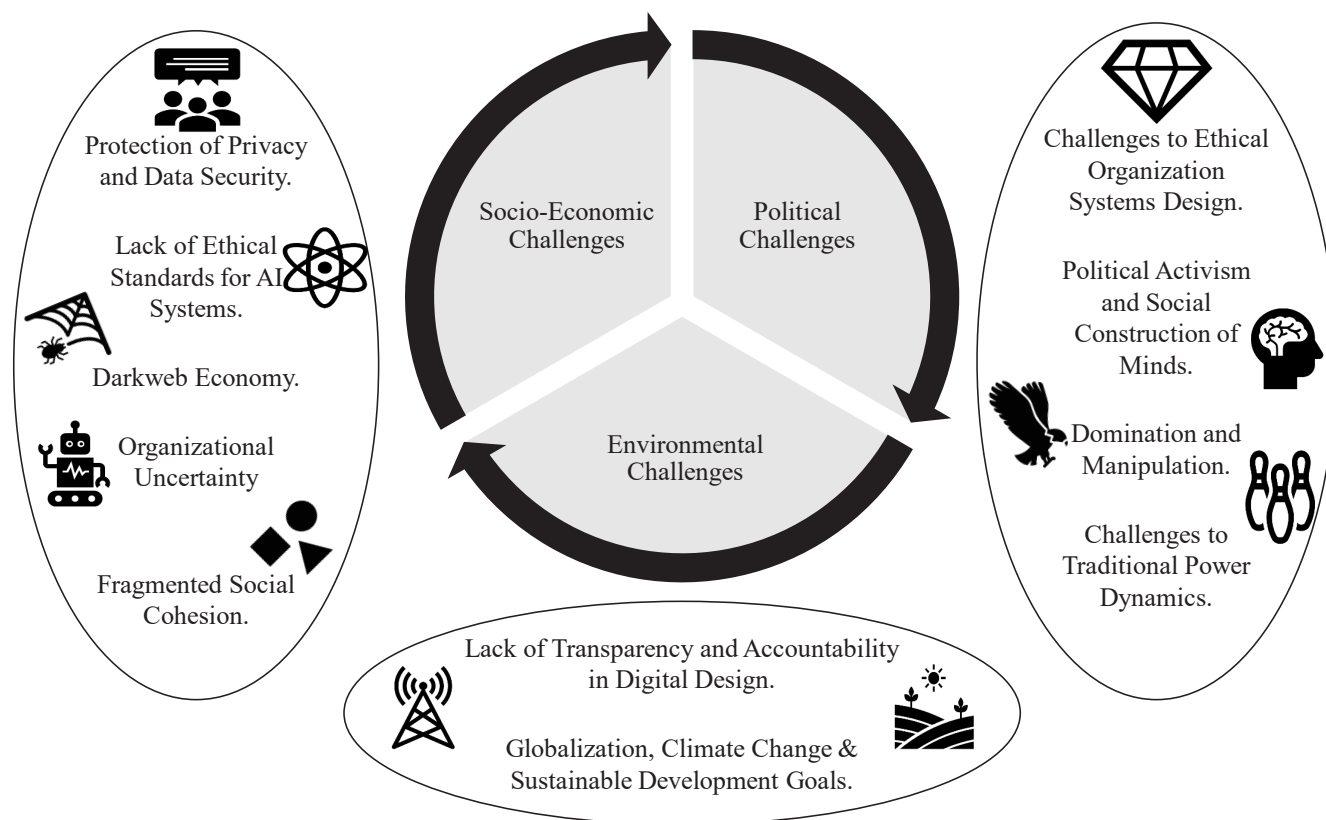 Protection of Privacy
and Data Security.
Lack of Ethical
Standards for AI
Systems.
Darkweb Economy.
Organizational
Uncertainty
Fragmented Social
Cohesion.
Socio-Economic
Challenges
Political
Challenges
Environmental
Challenges
Challenges to Ethical
Organization
Systems Design.
Political Activism
and Social
Construction of
Minds.
Domination and
Manipulation.
Challenges to
Traditional Power
Dynamics.
Lack of Transparency and Accountability
in Digital Design.
Globalization, Climate Change &
Sustainable Development Goals.